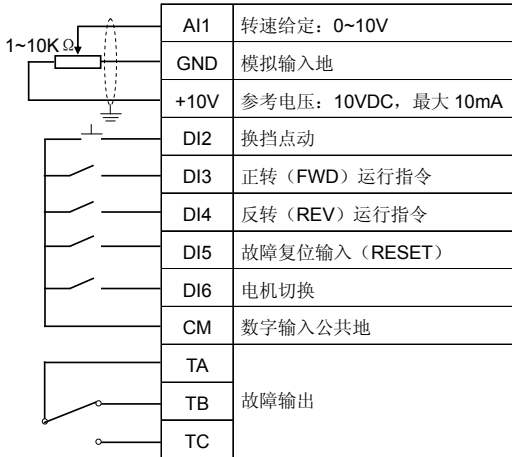 AI1 转速给定：0~10V
1~10KΩ
GND 模拟输入地
+10V 参考电压：10VDC，最大 10mA
DI2 换挡点动
DI3 正转（FWD）运行指令
DI4 反转（REV）运行指令
DI5 故障复位输入（RESET）
DI6 电机切换
CM 数字输入公共地
TA
TB 故障输出
TC